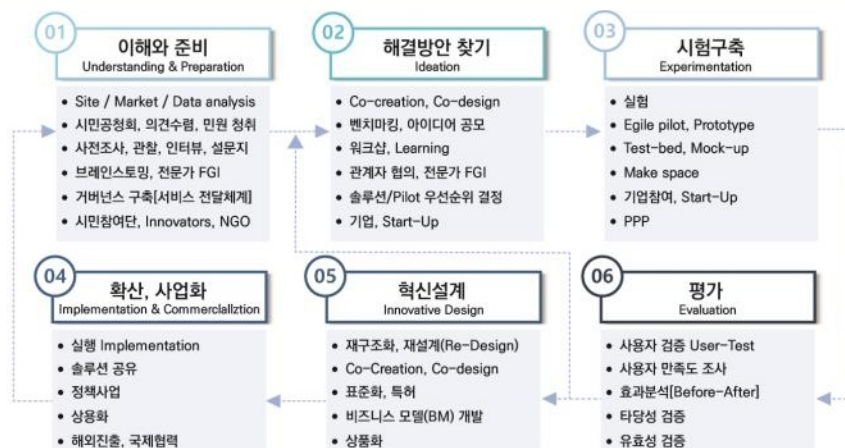 01
이해와 준비
Understanding & Preparation
• Site / Market / Data analysis
• 시민공청회, 의견수렴, 민원 청취
• 사전조사, 관찰, 인터뷰, 설문지
• 브레인스토밍, 전문가 FGI
• 거버넌스 구축[서비스 전달체계]
• 시민참여단, Innovators, NGO
02
해결방안 찾기
Ideation
• Co-creation, Co-design
• 벤치마킹, 아이디어 공모
• 워크샵, Learning
• 관계자 협의, 전문가 FGI
• 솔루션/Pilot 우선순위 결정
• 기업, Start-Up
03
시험구축
Experimentation
• 실험
• Egile pilot, Prototype
• Test-bed, Mock-up
• Make space
• 기업참여, Start-Up
• PPP
04
확산, 사업화
Implementation & Commerclallztion
• 실행 Implementation
• 솔루션 공유
• 정책사업
• 상용화
• 해외진출, 국제협력
05
혁신설계
Innovative Design
• 재구조화, 재설계(Re-Design)
• Co-Creation, Co-design
• 표준화, 특허
• 비즈니스 모델(BM) 개발
• 상품화
06
평가
Evaluation
• 사용자 검증 User-Test
• 사용자 만족도 조사
• 효과분석[Before-After]
• 타당성 검증
• 유효성 검증